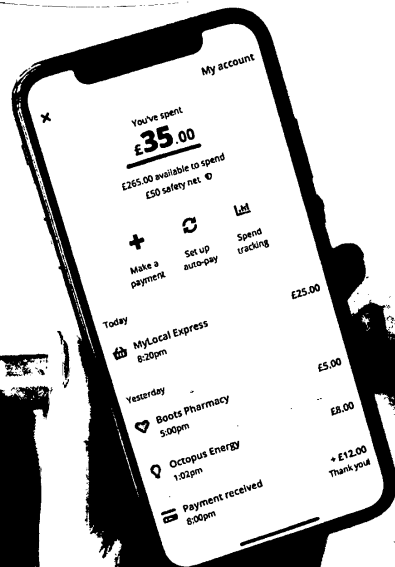 My account
You've spent
£35.00
£265.00 available to spend
£50 safety net
Make a
payment
Set up
auto-pay
Spend
tracking
Today
MyLocal Express
8:20pm
£25.00
Yesterday
Boots Pharmacy
5:00pm
£5.00
Octopus Energy
1:02pm
£8.00
Payment received
8:00pm
+ £12.00
Thank you!